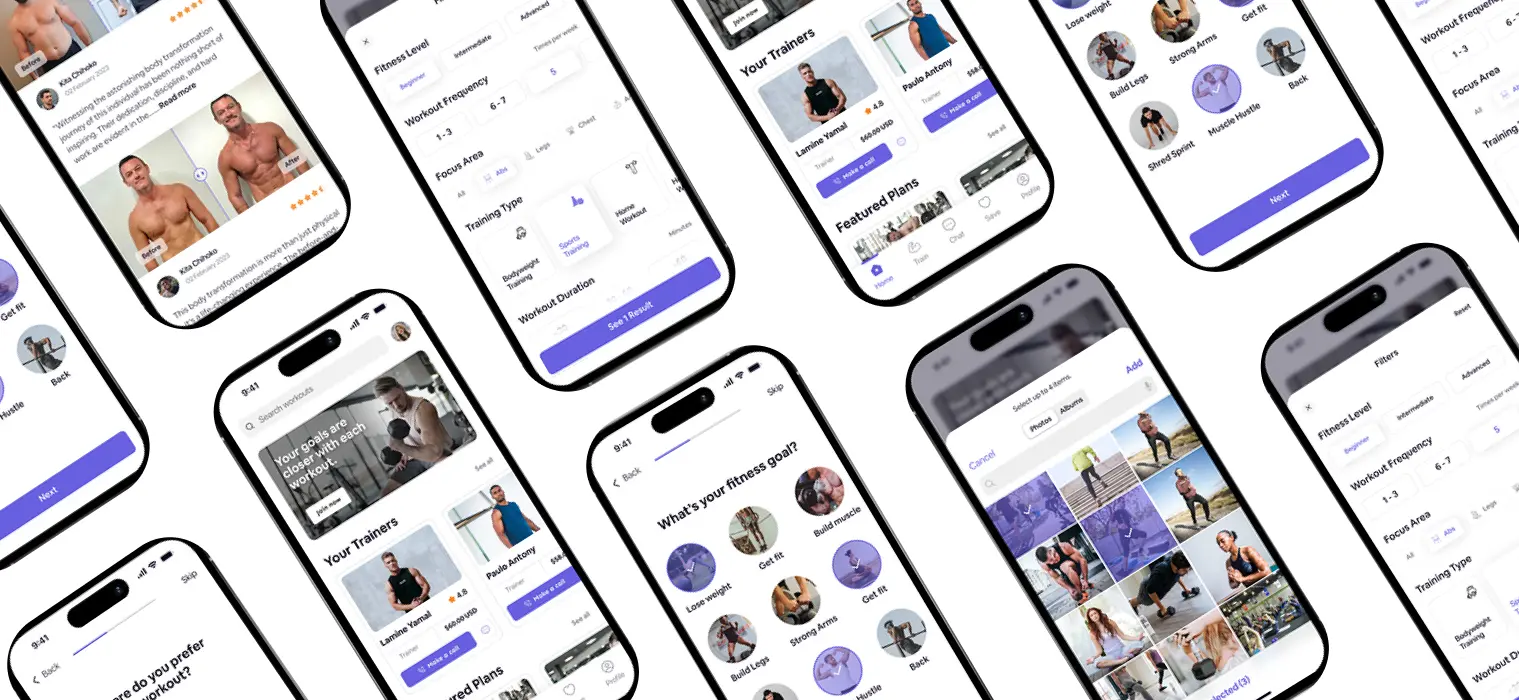 Before
Kita Chihoko
02 February 2023
"Witnessing the astonishing body transformation
journey of this individual has been nothing short of
inspiring. Their dedication, discipline, and hard
work are evident in the.....Read more
Before
After
Kita Chihoko
02 February 2023
This body transformation is more than just physical
it's a life-changing experience. The before-and
Fitness Level
Beginner
Intermediate
Advanced
Workout Frequency
Times per week
1 - 3
6 - 7
5
Focus Area
All
Abs
Legs
Chest
Training Type
Bodyweight
Training
Sports
Training
Home
Workout
Workout Duration
Minutes
See 1 Result
Join now
Your Trainers
Lamine Yamal
4.8
Trainer
$60.00 USD
Make a call
Paulo Antony
Trainer
Make a call
Featured Plans
See all
Home
Train
Chat
Save
Profile
Lose weight
Get fit
Build Legs
Strong Arms
Back
Shred Sprint
Muscle Hustle
Next
Workout Frequency
1 - 3
Focus Area
All
Get fit
Back
Hustle
Next
9:41
Back
Skip
do you prefer
9:41
Search workouts
Your goals are
closer with each
workout.
Join now
Your Trainers
See all
Lamine Yamal
4.8
Trainer
$60.00 USD
Make a call
Paulo Antony
Trainer
Make a call
See all
Plans
Profile
9:41
Back
Skip
What's your fitness goal?
Lose weight
Get fit
Build muscle
Build Legs
Strong Arms
Get fit
Back
Hustle
Select up to 4 items.
Cancel
Photos
Albums
Add
(3)
Filters
Reset
Fitness Level
Beginner
Intermediate
Advanced
Workout Frequency
Times per week
1 - 3
6 - 7
5
Focus Area
All
Abs
Legs
Training Type
Bodyweight
Training